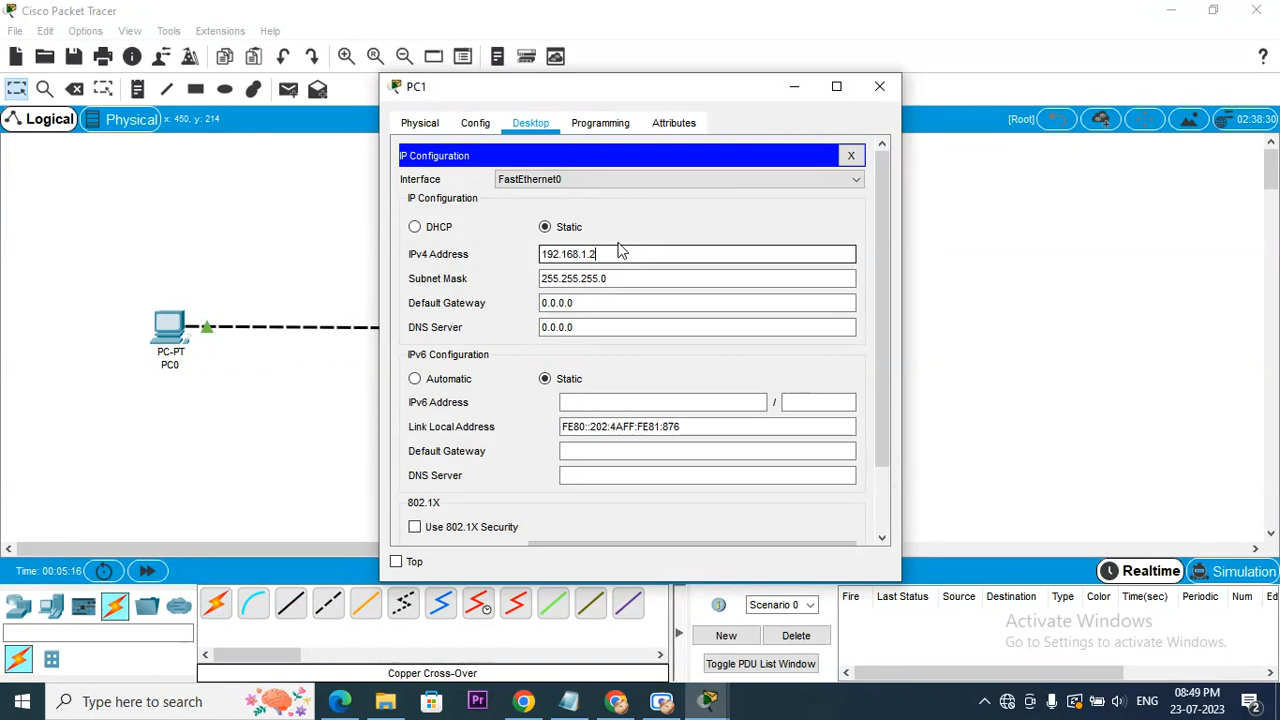 Cisco Packet Tracer
File Edit Options View Tools Extensions Help
Logical Physical x: 450, y: 214 [Root] 02:38:30
PC1
Physical Config Desktop Programming Attributes
IP Configuration X
Interface FastEthernet0
IP Configuration
DHCP Static
IPv4 Address 192.168.1.2
Subnet Mask 255.255.255.0
Default Gateway 0.0.0.0
DNS Server 0.0.0.0
IPv6 Configuration
Automatic Static
IPv6 Address /
Link Local Address FE80::202:4AFF:FE81:876
Default Gateway
DNS Server
802.1X
Use 802.1X Security
Top
PC-PT
PC0
Time: 00:05:16 Realtime Simulation
Scenario 0
New Delete
Toggle PDU List Window
Fire Last Status Source Destination Type Color Time(sec) Periodic Num Ed
Copper Cross-Over
Activate Windows
Go to Settings to activate Windows.
Type here to search
Pr
ENG
08:49 PM
23-07-2023
2